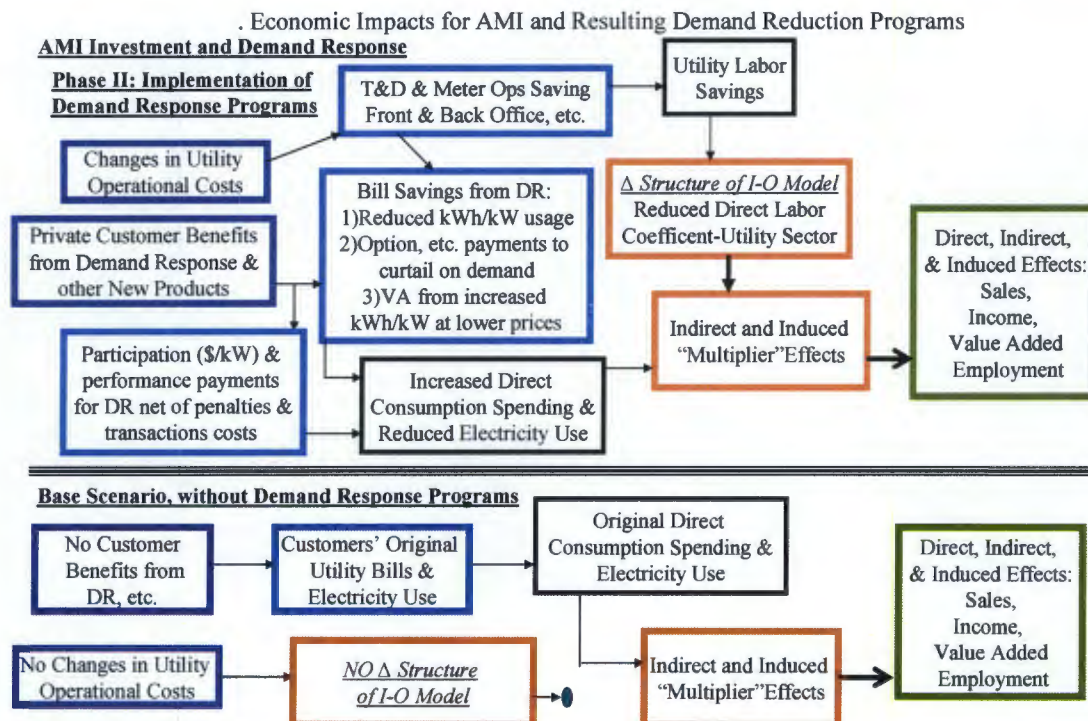 . Economic Impacts for AMI and Resulting Demand Reduction Programs
AMI Investment and Demand Response
Phase II: Implementation of
Demand Response Programs
T&D & Meter Ops Saving
Front & Back Office, etc.
Utility Labor
Savings
Changes in Utility
Operational Costs
Bill Savings from DR:
1)Reduced kWh/kW usage
2)Option, etc. payments to
curtail on demand
3)VA from increased
kWh/kW at lower prices
Δ Structure of I-O Model
Reduced Direct Labor
Coefficent-Utility Sector
Private Customer Benefits
from Demand Response &
other New Products
Direct, Indirect,
& Induced Effects:
Sales,
Income,
Value Added
Employment
Participation ($/kW) &
performance payments
for DR net of penalties &
transactions costs
Increased Direct
Consumption Spending &
Reduced Electricity Use
Indirect and Induced
“Multiplier”Effects
Base Scenario, without Demand Response Programs
No Customer
Benefits from
DR, etc.
Customers’ Original
Utility Bills &
Electricity Use
Original Direct
Consumption Spending &
Electricity Use
Direct, Indirect,
& Induced Effects:
Sales,
Income,
Value Added
Employment
No Changes in Utility
Operational Costs
NO Δ Structure
of I-O Model
Indirect and Induced
“Multiplier”Effects